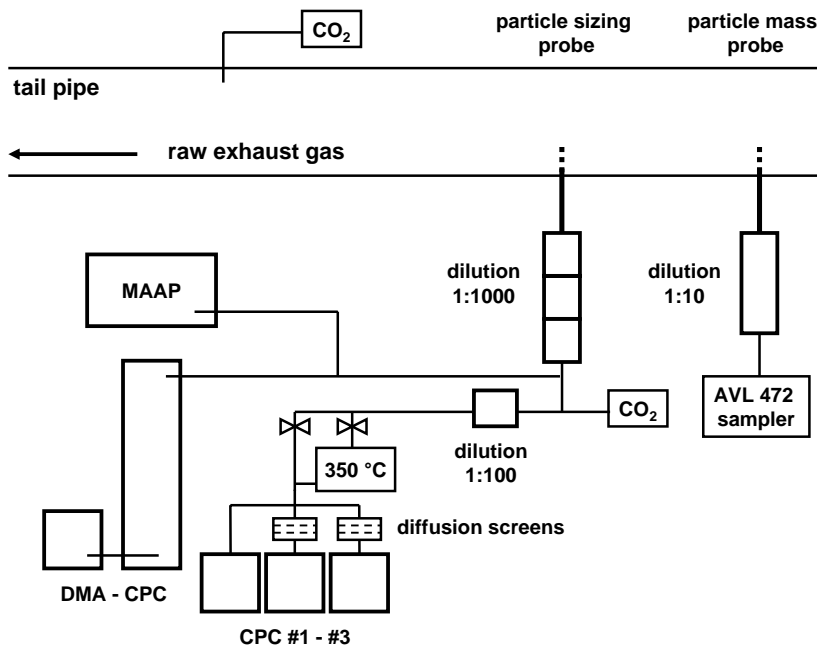 CO₂
particle sizing
probe
particle mass
probe
tail pipe
raw exhaust gas
MAAP
dilution
1:1000
dilution
1:10
AVL 472
sampler
CO₂
dilution
1:100
350 °C
diffusion screens
DMA - CPC
CPC #1 - #3